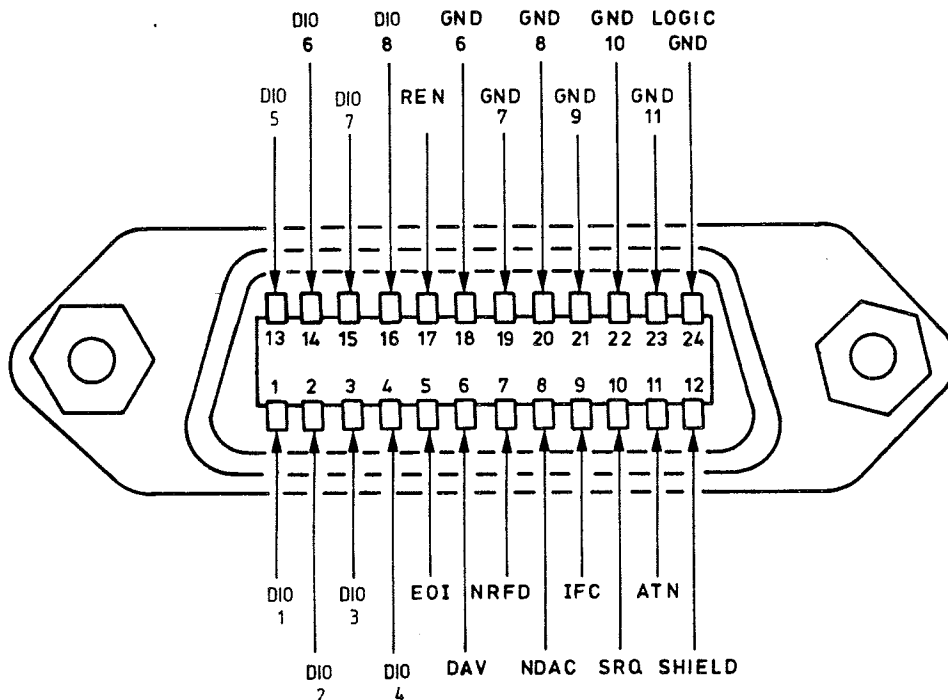 DIO DIO GND GND GND LOGIC
6 8 6 8 10 GND
DIO DIO REN GND GND GND
5 7 7 9 11
13 14 15 16 17 18 19 20 21 22 23 24
1 2 3 4 5 6 7 8 9 10 11 12
DIO DIO EOI NRFD IFC ATN
1 3
DIO DIO DAV NDAC SRQ SHIELD
2 4